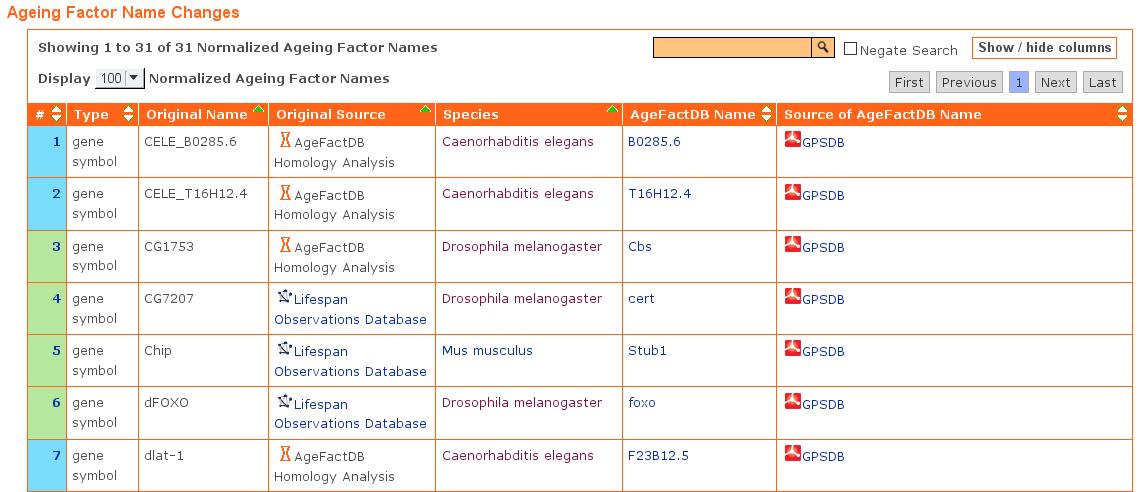 Ageing Factor Name Changes
Showing 1 to 31 of 31 Normalized Ageing Factor Names
Negate Search
Show / hide columns
Display 100 Normalized Ageing Factor Names
First Previous 1 Next Last
# Type Original Name Original Source Species AgeFactDB Name Source of AgeFactDB Name
1 gene CELE_B0285.6 AgeFactDB Caenorhabditis elegans B0285.6 GPSDB
symbol Homology Analysis
2 gene CELE_T16H12.4 AgeFactDB Caenorhabditis elegans T16H12.4 GPSDB
symbol Homology Analysis
3 gene CG1753 AgeFactDB Drosophila melanogaster Cbs GPSDB
symbol Homology Analysis
4 gene CG7207 Lifespan Drosophila melanogaster cert GPSDB
symbol Observations Database
5 gene Chip Lifespan Mus musculus Stub1 GPSDB
symbol Observations Database
6 gene dFOXO Lifespan Drosophila melanogaster foxo GPSDB
symbol Observations Database
7 gene dlat-1 AgeFactDB Caenorhabditis elegans F23B12.5 GPSDB
symbol Homology Analysis